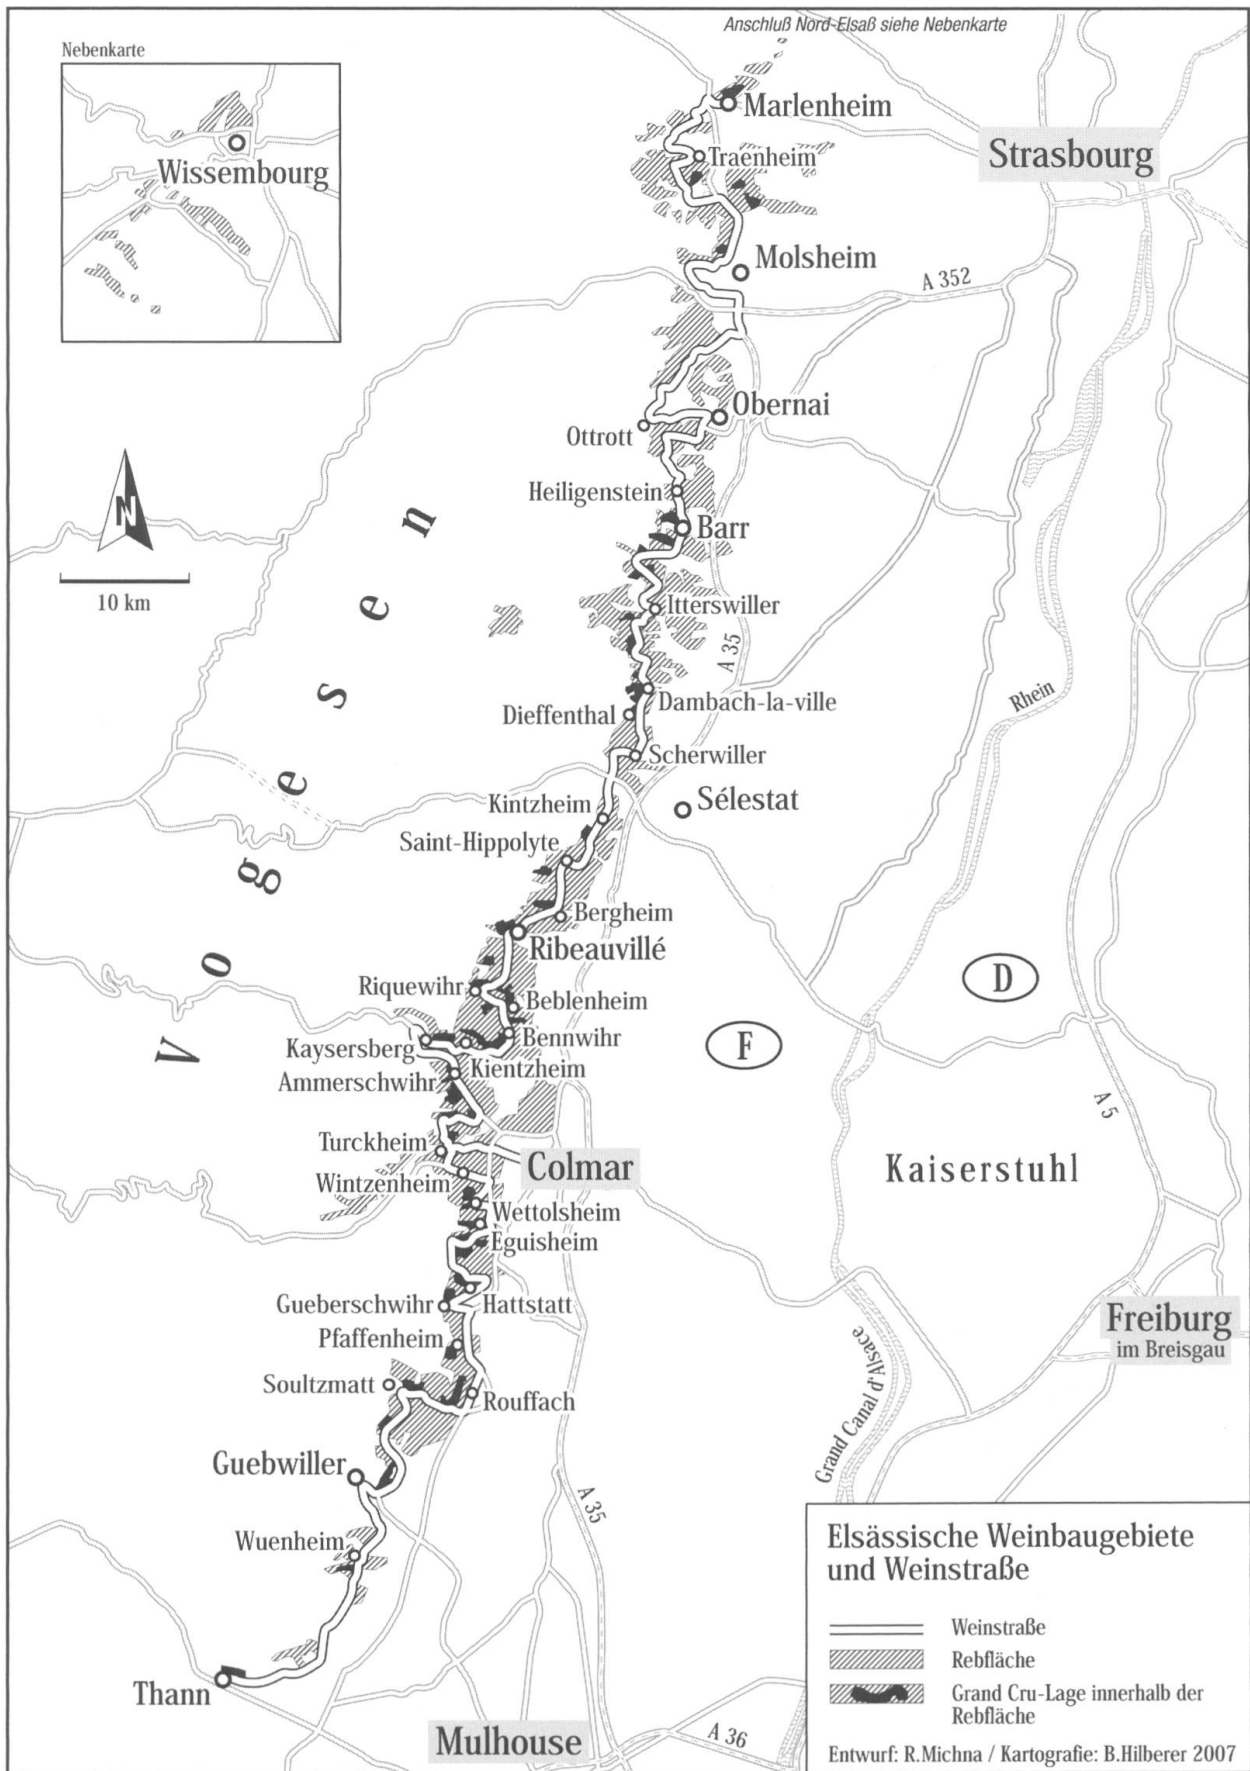 Anschluß Nord-Elsaß siehe Nebenkarte
Nebenkarte
Wissembourg
Marlenheim
Traenheim
Strasbourg
Molsheim
A 352
Obernai
Ottrott
N
10 km
Heiligenstein
Barr
Itterswiller
A 35
Dambach-la-ville
Dieffenthal
Rhein
Scherwiller
Sélestat
Kintzheim
Saint-Hippolyte
Vogesen
Bergheim
Ribeauvillé
D
Riquewihr
Beblenheim
F
Bennwihr
Kaysersberg
Kientzheim
Ammerschwihr
A 5
Turckheim
Colmar
Kaiserstuhl
Wintzenheim
Wettolsheim
Eguisheim
Gueberschwihr
Hattstatt
Freiburg
im Breisgau
Pfaffenheim
Soultzmatt
Rouffach
Grand Canal d'Alsace
Guebwiller
A 35
Wuenheim
Thann
Mulhouse
A 36
Elsässische Weinbaugebiete
und Weinstraße
Weinstraße
Rebfläche
Grand Cru-Lage innerhalb der
Rebfläche
Entwurf: R.Michna / Kartografie: B.Hilberer 2007